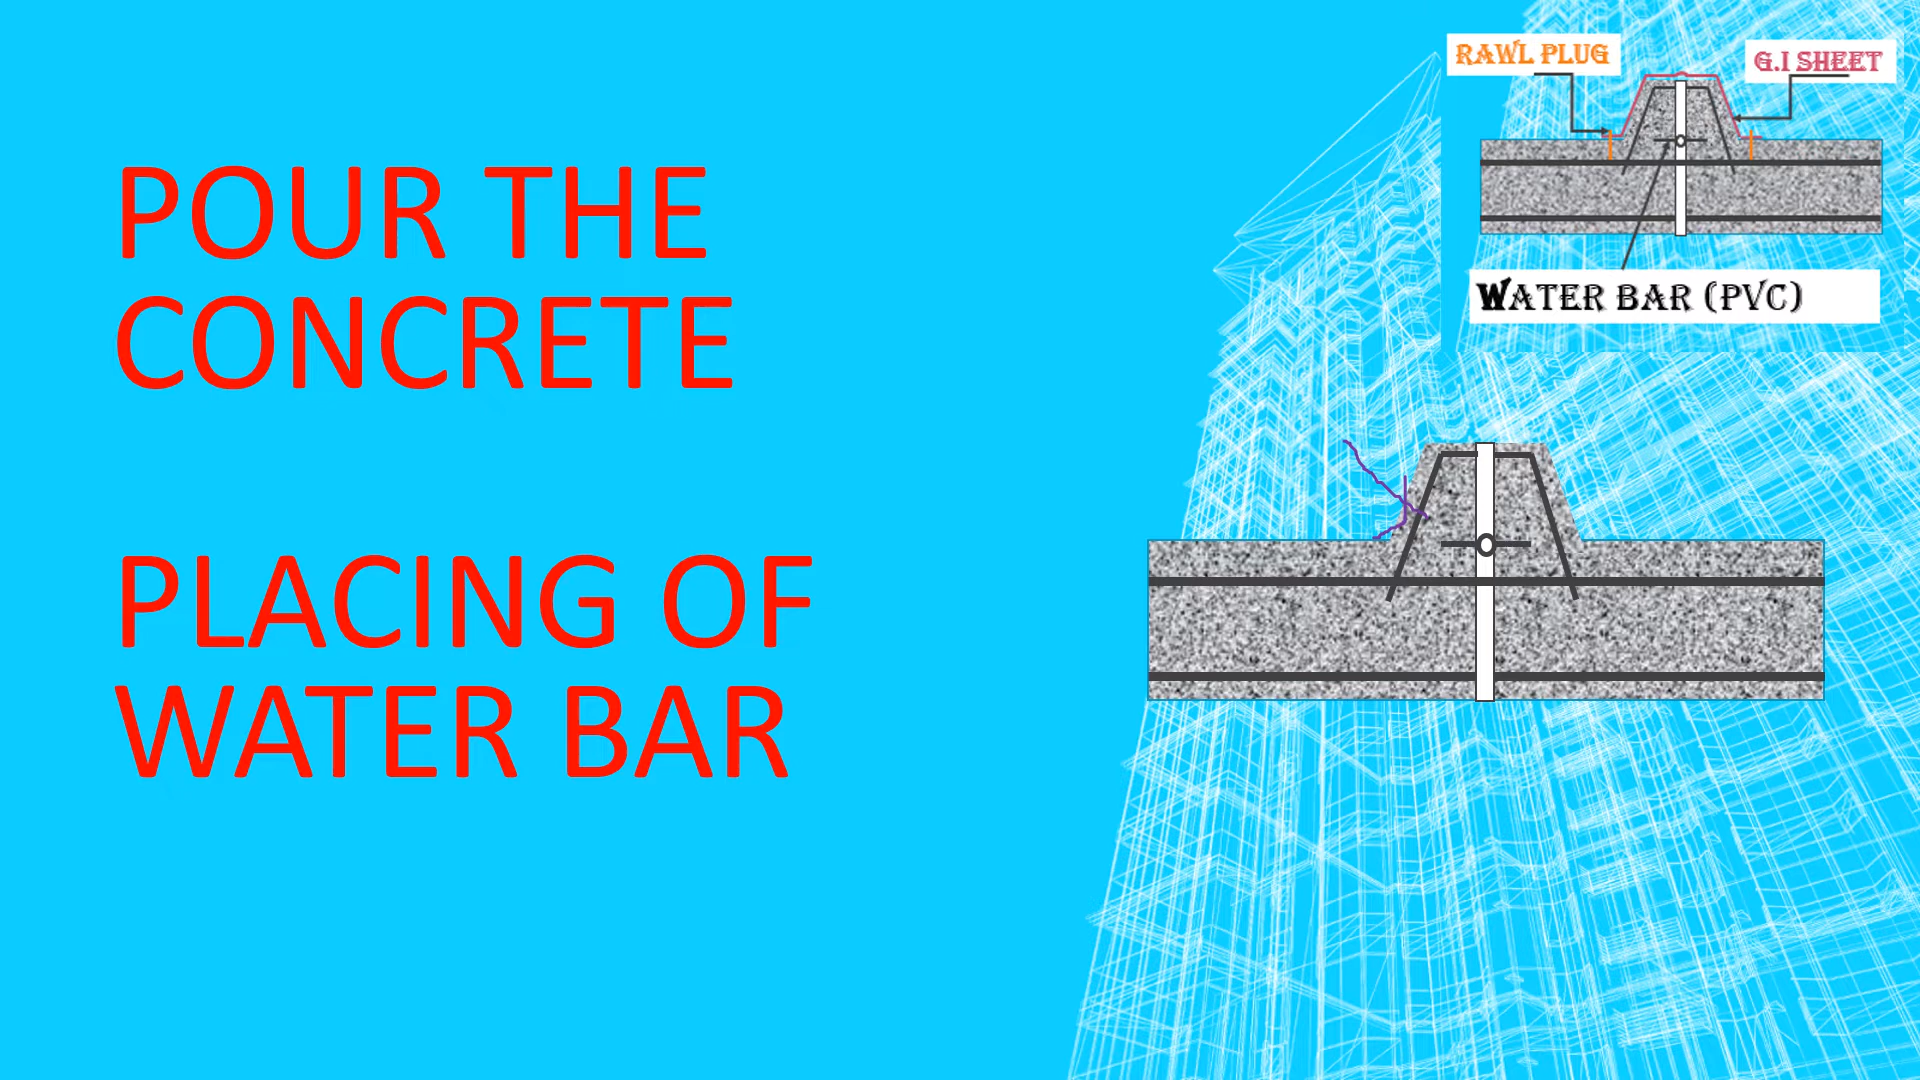 POUR THE
CONCRETE
PLACING OF
WATER BAR
RAWL PLUG
G.I SHEET
WATER BAR (PVC)